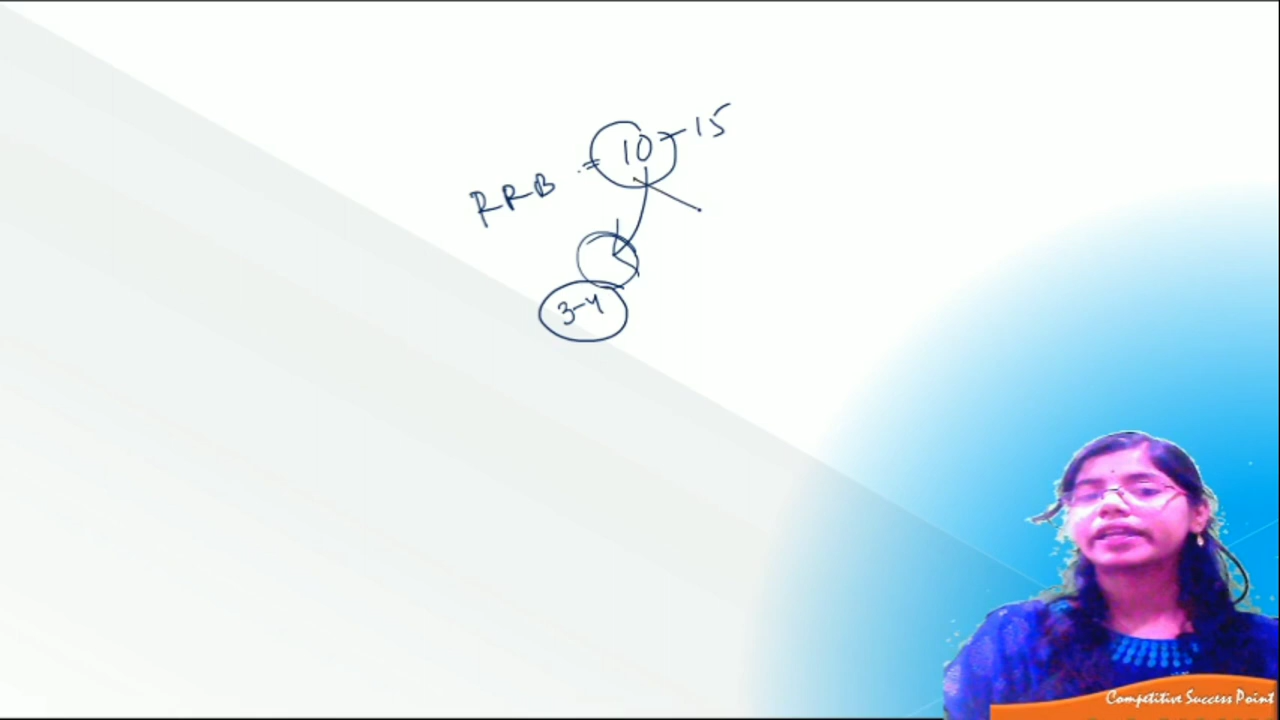 RRB = 10-15
3-4
Competitive Success Point